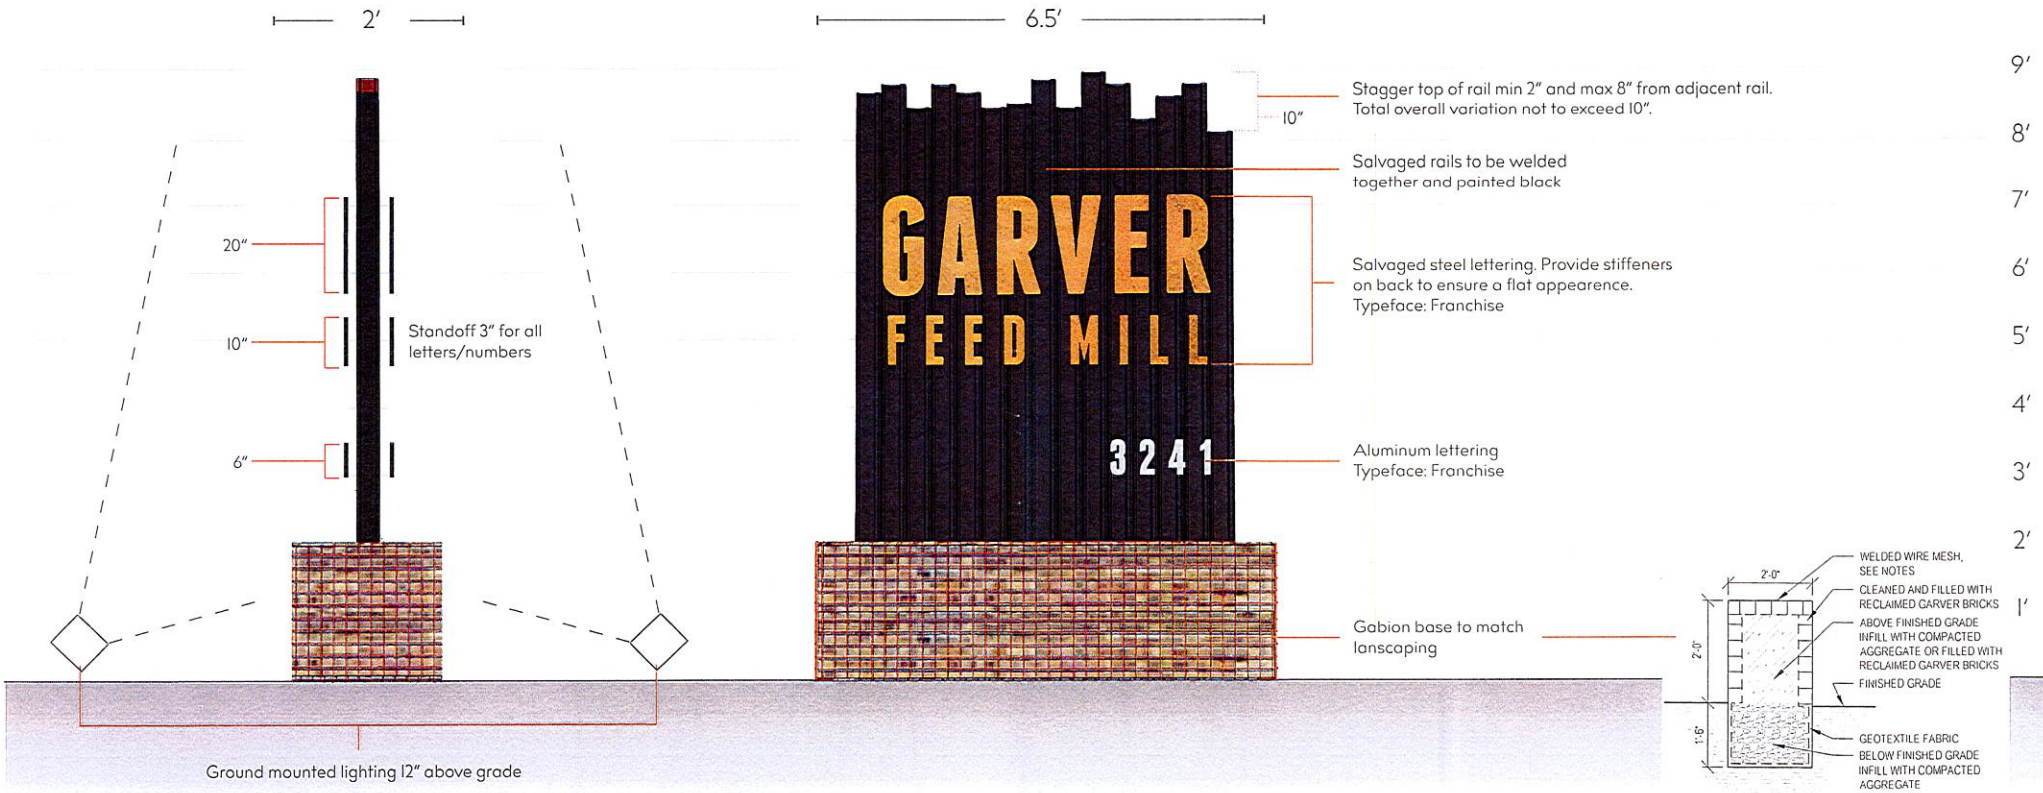 2'
6.5'
9'
8'
7'
6'
5'
4'
3'
2'
1'
20"
10"
6"
Standoff 3" for all
letters/numbers
Ground mounted lighting 12" above grade
GARVER
FEED MILL
3241
10"
Stagger top of rail min 2" and max 8" from adjacent rail.
Total overall variation not to exceed 10".
Salvaged rails to be welded
together and painted black
Salvaged steel lettering. Provide stiffeners
on back to ensure a flat appearence.
Typeface: Franchise
Aluminum lettering
Typeface: Franchise
Gabion base to match
lanscaping
2'-0"
2'-0"
1'-6"
WELDED WIRE MESH,
SEE NOTES
CLEANED AND FILLED WITH
RECLAIMED GARVER BRICKS
ABOVE FINISHED GRADE
INFILL WITH COMPACTED
AGGREGATE OR FILLED WITH
RECLAIMED GARVER BRICKS
FINISHED GRADE
GEOTEXTILE FABRIC
BELOW FINISHED GRADE
INFILL WITH COMPACTED
AGGREGATE